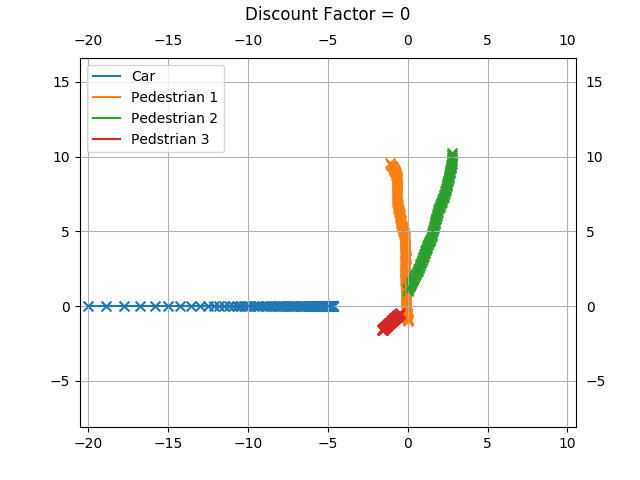 Discount Factor = 0
−20 −15 −10 −5 0 5 10
15 15
10 10
5 5
0 0
−5 −5
−20 −15 −10 −5 0 5 10
Car
Pedestrian 1
Pedestrian 2
Pedstrian 3